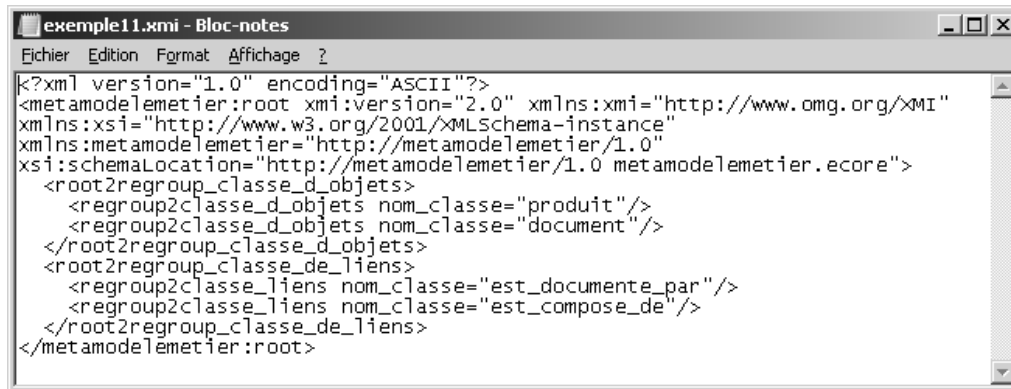 exemple11.xmi - Bloc-notes
Fichier Edition Format Affichage ?
<?xml version="1.0" encoding="ASCII"?>
<metamodelemetier:root xmi:version="2.0" xmlns:xmi="http://www.omg.org/XMI"
xmlns:xsi="http://www.w3.org/2001/XMLSchema-instance"
xmlns:metamodelemetier="http://metamodelemetier/1.0"
xsi:schemaLocation="http://metamodelemetier/1.0 metamodelemetier.ecore">
  <root2regroup_classe_d_objets>
    <regroup2classe_d_objets nom_classe="produit"/>
    <regroup2classe_d_objets nom_classe="document"/>
  </root2regroup_classe_d_objets>
  <root2regroup_classe_de_liens>
    <regroup2classe_liens nom_classe="est_documente_par"/>
    <regroup2classe_liens nom_classe="est_compose_de"/>
  </root2regroup_classe_de_liens>
</metamodelemetier:root>